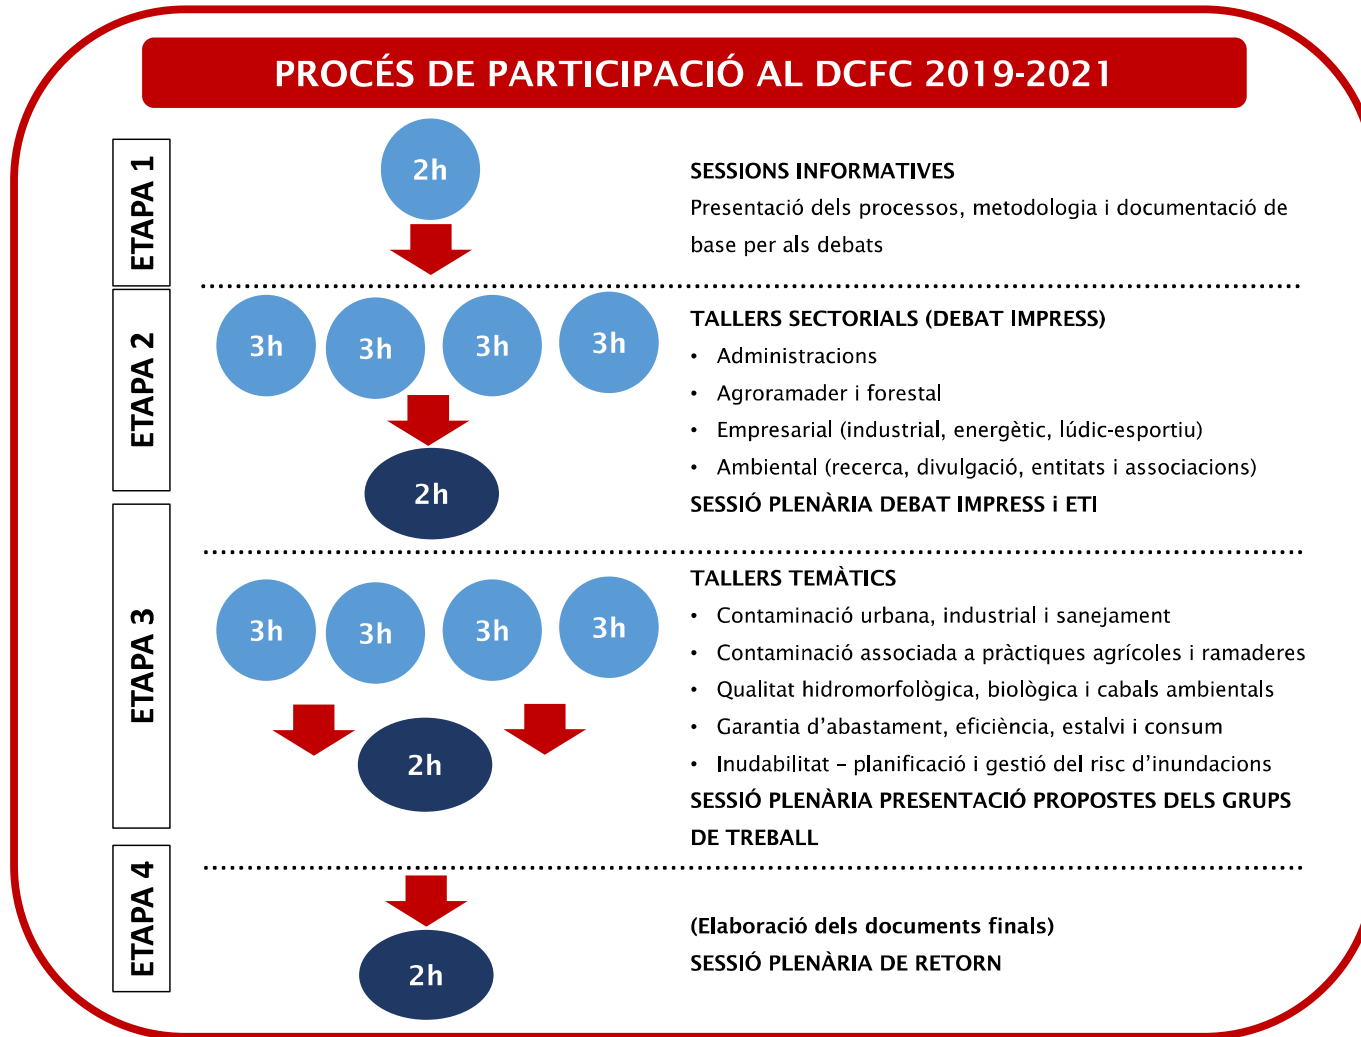 PROCÉS DE PARTICIPACIÓ AL DCFC 2019-2021
ETAPA 1
2h
SESSIONS INFORMATIVES
Presentació dels processos, metodologia i documentació de
base per als debats
ETAPA 2
3h
3h
3h
3h
2h
TALLERS SECTORIALS (DEBAT IMPRESS)
• Administracions
• Agroramader i forestal
• Empresarial (industrial, energètic, lúdic-esportiu)
• Ambiental (recerca, divulgació, entitats i associacions)
SESSIÓ PLENÀRIA DEBAT IMPRESS i ETI
ETAPA 3
3h
3h
3h
3h
2h
TALLERS TEMÀTICS
• Contaminació urbana, industrial i sanejament
• Contaminació associada a pràctiques agrícoles i ramaderes
• Qualitat hidromorfològica, biològica i cabals ambientals
• Garantia d’abastament, eficiència, estalvi i consum
• Inudabilitat – planificació i gestió del risc d’inundacions
SESSIÓ PLENÀRIA PRESENTACIÓ PROPOSTES DELS GRUPS
DE TREBALL
ETAPA 4
2h
(Elaboració dels documents finals)
SESSIÓ PLENÀRIA DE RETORN